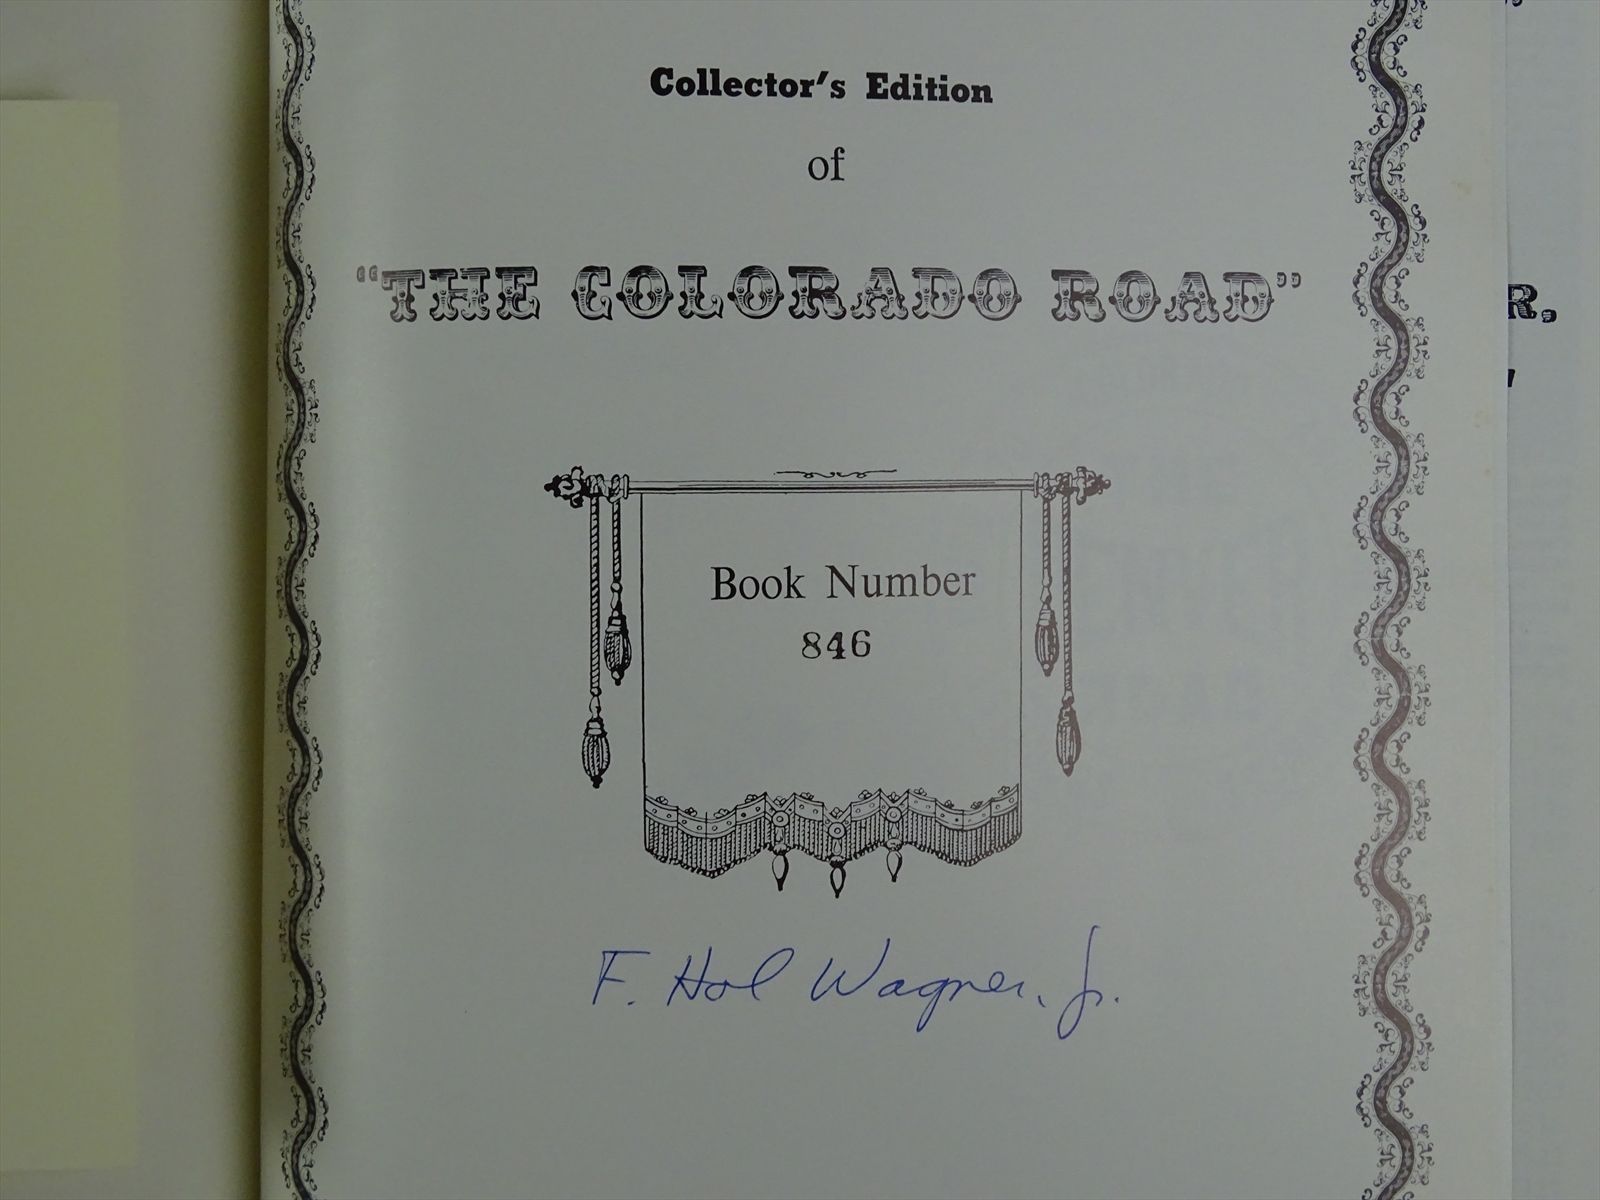 Collector's Edition
of
"THE COLORADO ROAD"
R,
Book Number
846
F. Hol Wagner, Jr.